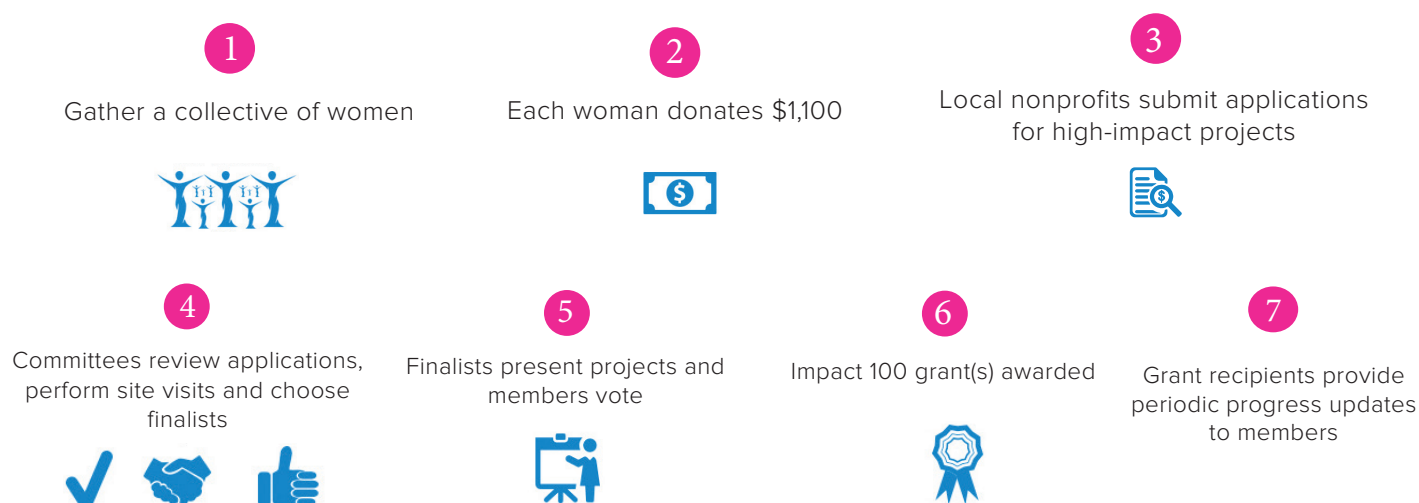 1
Gather a collective of women
2
Each woman donates $1,100
3
Local nonprofits submit applications
for high-impact projects
4
Committees review applications,
perform site visits and choose
finalists
5
Finalists present projects and
members vote
6
Impact 100 grant(s) awarded
7
Grant recipients provide
periodic progress updates
to members